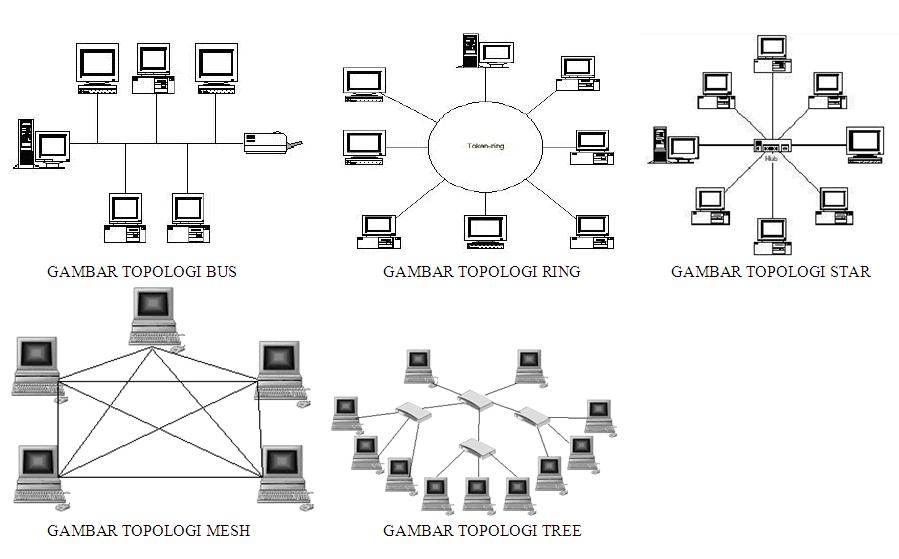 Token-ring
Hub
GAMBAR TOPOLOGI BUS
GAMBAR TOPOLOGI RING
GAMBAR TOPOLOGI STAR
GAMBAR TOPOLOGI MESH
GAMBAR TOPOLOGI TREE